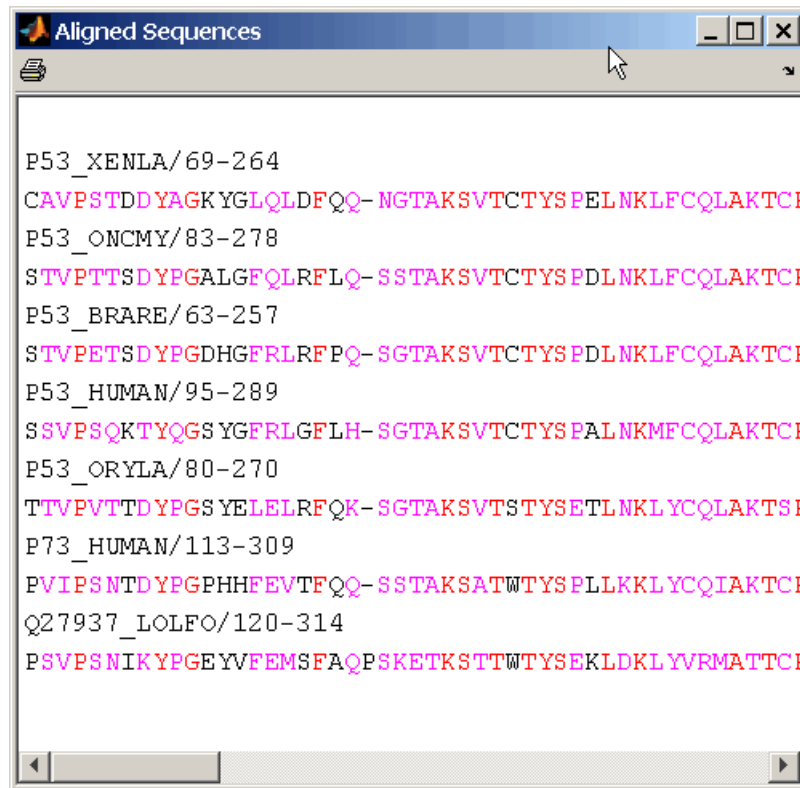 Aligned Sequences
P53_XENLA/69-264
CAVPSTDDYAGKYGLQLDFQQ-NGTAKSVTCTYSPELNKLFCQLAKTC
P53_ONCMY/83-278
STVPTTSDYPGALGFQLRFLQ-SSTAKSVTCTYSPDLNKLFCQLAKTC
P53_BRARE/63-257
STVPETSDYPGDHGFRLRFPQ-SGTAKSVTCTYSPDLNKLFCQLAKTC
P53_HUMAN/95-289
SSVPSQKTYQGSYGFRLGFLH-SGTAKSVTCTYSPALNKMFCQLAKTC
P53_ORYLA/80-270
TTVPVTTDYPGSYELELRFQK-SGTAKSVTSTYSETLNKLYCQLAKTS
P73_HUMAN/113-309
PVIPSNTDYPGPHHFEVTFQQ-SSTAKSATWTYSPLLKKLYCQIAKTC
Q27937_LOLFO/120-314
PSVPSNIKYPGEYVFEMSFAQPSKETKSTTWTYSEKLDKLYVRMATTC